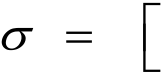 σ = [